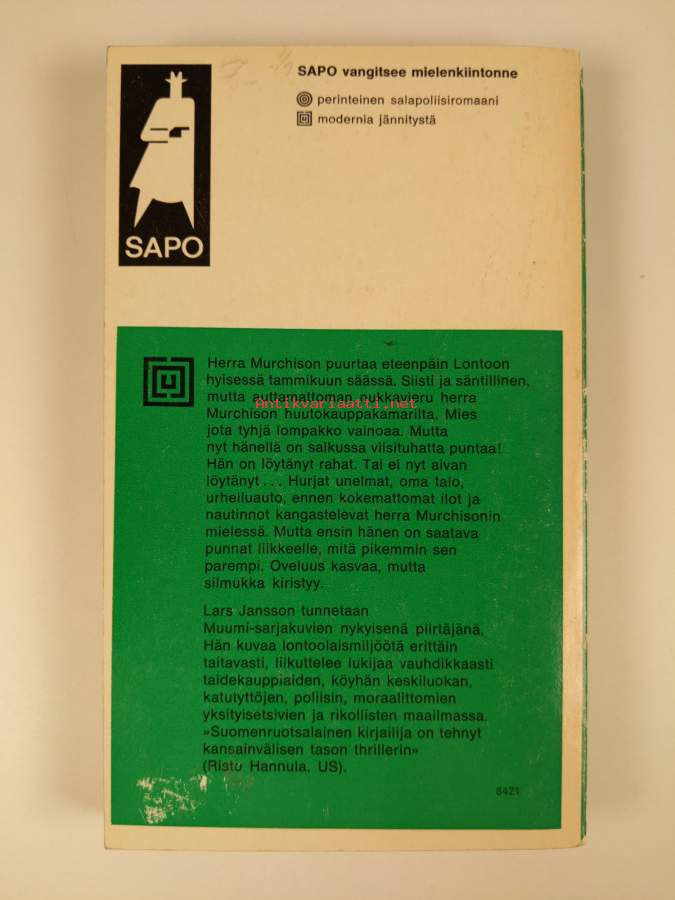 SAPO vangitsee mielenkiintonne
perinteinen salapoliisiromaani
modernia jännitystä
SAPO
Herra Murchison puurtaa eteenpäin Lontoon
hyisessä tammikuun säässä. Siisti ja säntillinen,
mutta auttamattoman nukkavieru herra
Antikvariaatti.net
Murchison huutokauppakamarilta. Mies
jota tyhjä lompakko vainoaa. Mutta
nyt hänellä on salkussa viisituhatta puntaa!
Hän on löytänyt rahat. Tai ei nyt aivan
löytänyt... Hurjat unelmat, oma talo,
urheiluauto, ennen kokemattomat ilot ja
nautinnot kangastelevat herra Murchisonin
mielessä. Mutta ensin hänen on saatava
punnat liikkeelle, mitä pikemmin sen
parempi. Oveluus kasvaa, mutta
silmukka kiristyy.
Lars Jansson tunnetaan
Muumi-sarjakuvien nykyisenä piirtäjänä.
Hän kuvaa lontoolaismiljöötä erittäin
taitavasti, liikuttelee lukijaa vauhdikkaasti
taidekauppiaiden, köyhän keskiluokan,
katutyttöjen, poliisin, moraalittomien
yksityisetsivien ja rikollisten maailmassa.
»Suomenruotsalainen kirjailija on tehnyt
kansainvälisen tason thrillerin»
(Risto Hannula, US).
8421